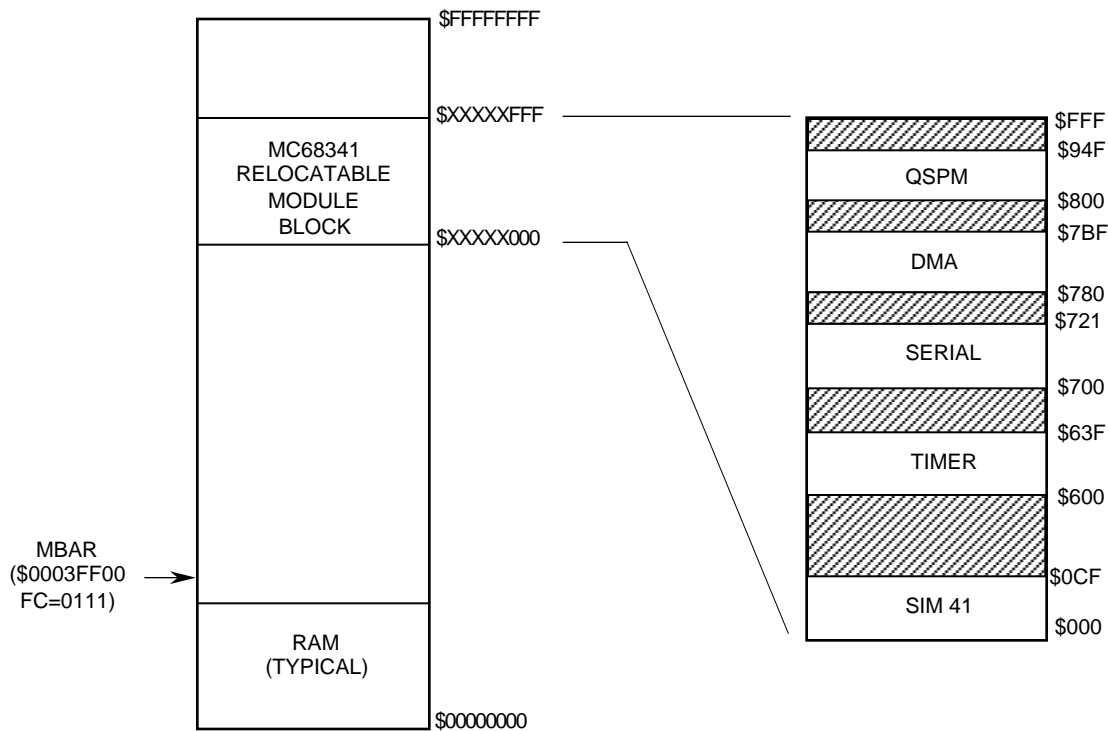 $FFFFFFFF
$XXXXXFFF
MC68341
RELOCATABLE
MODULE
BLOCK
$XXXXX000
MBAR
($0003FF00
FC=0111)
RAM
(TYPICAL)
$00000000
$FFF
$94F
QSPM
$800
$7BF
DMA
$780
$721
SERIAL
$700
$63F
TIMER
$600
$0CF
SIM 41
$000